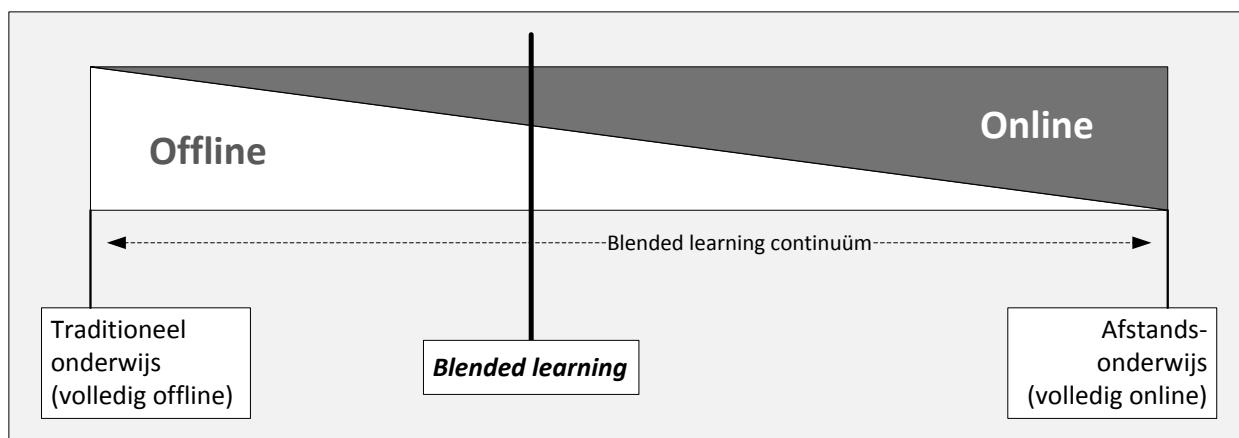 Offline
Online
Blended learning continuüm
Traditioneel
onderwijs
(volledig offline)
Blended learning
Afstands-
onderwijs
(volledig online)